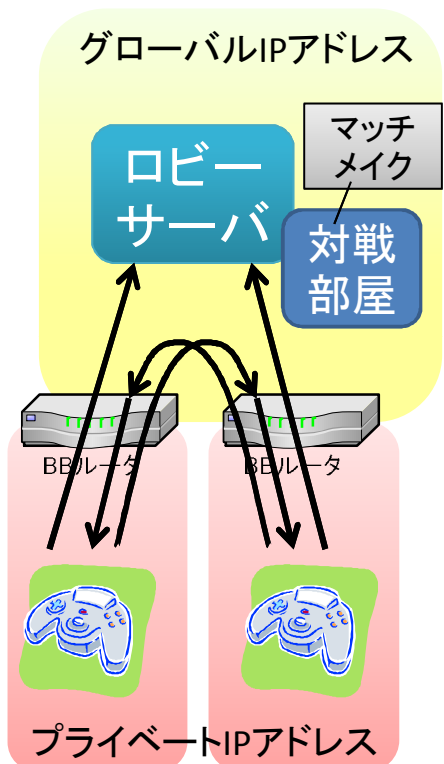 グローバルIPアドレス
マッチ
メイク
ロビー
サーバ
対戦
部屋
BBルータ
BBルータ
プライベートIPアドレス